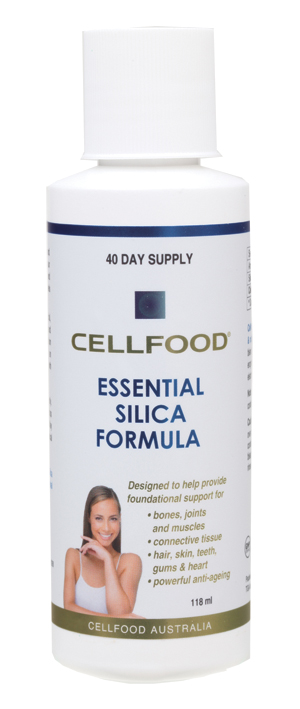 40 DAY SUPPLY
CELLFOOD®
ESSENTIAL
SILICA
FORMULA
Designed to help provide
foundational support for
• bones, joints
and muscles
• connective tissue
• hair, skin, teeth,
gums & heart
• powerful anti-ageing
118 ml
CELLFOOD AUSTRALIA